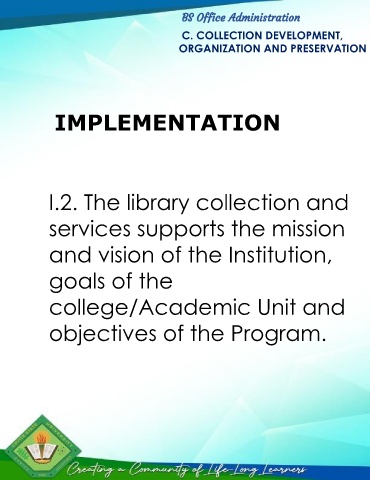 BS Office Administration
C. COLLECTION DEVELOPMENT,
ORGANIZATION AND PRESERVATION
IMPLEMENTATION
I.2. The library collection and
services supports the mission
and vision of the Institution,
goals of the
college/Academic Unit and
objectives of the Program.
Creating a Community of Life-Long Learners